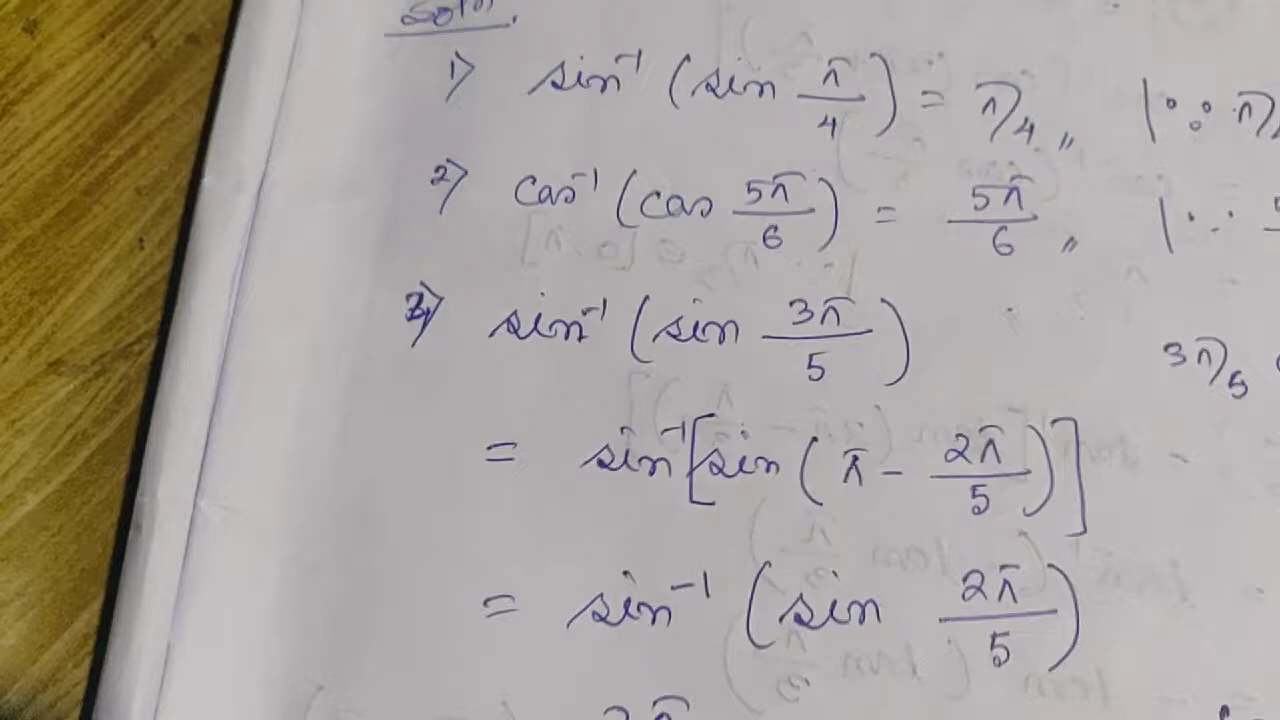 Soln.
1) sin⁻¹ (sin π/4) = π/4 ,, | ∵ π/
2) cos⁻¹ (cos 5π/6) = 5π/6 ,, | ∵
3) sin⁻¹ (sin 3π/5) 3π/5
= sin⁻¹[sin (π - 2π/5)]
= sin⁻¹ (sin 2π/5)